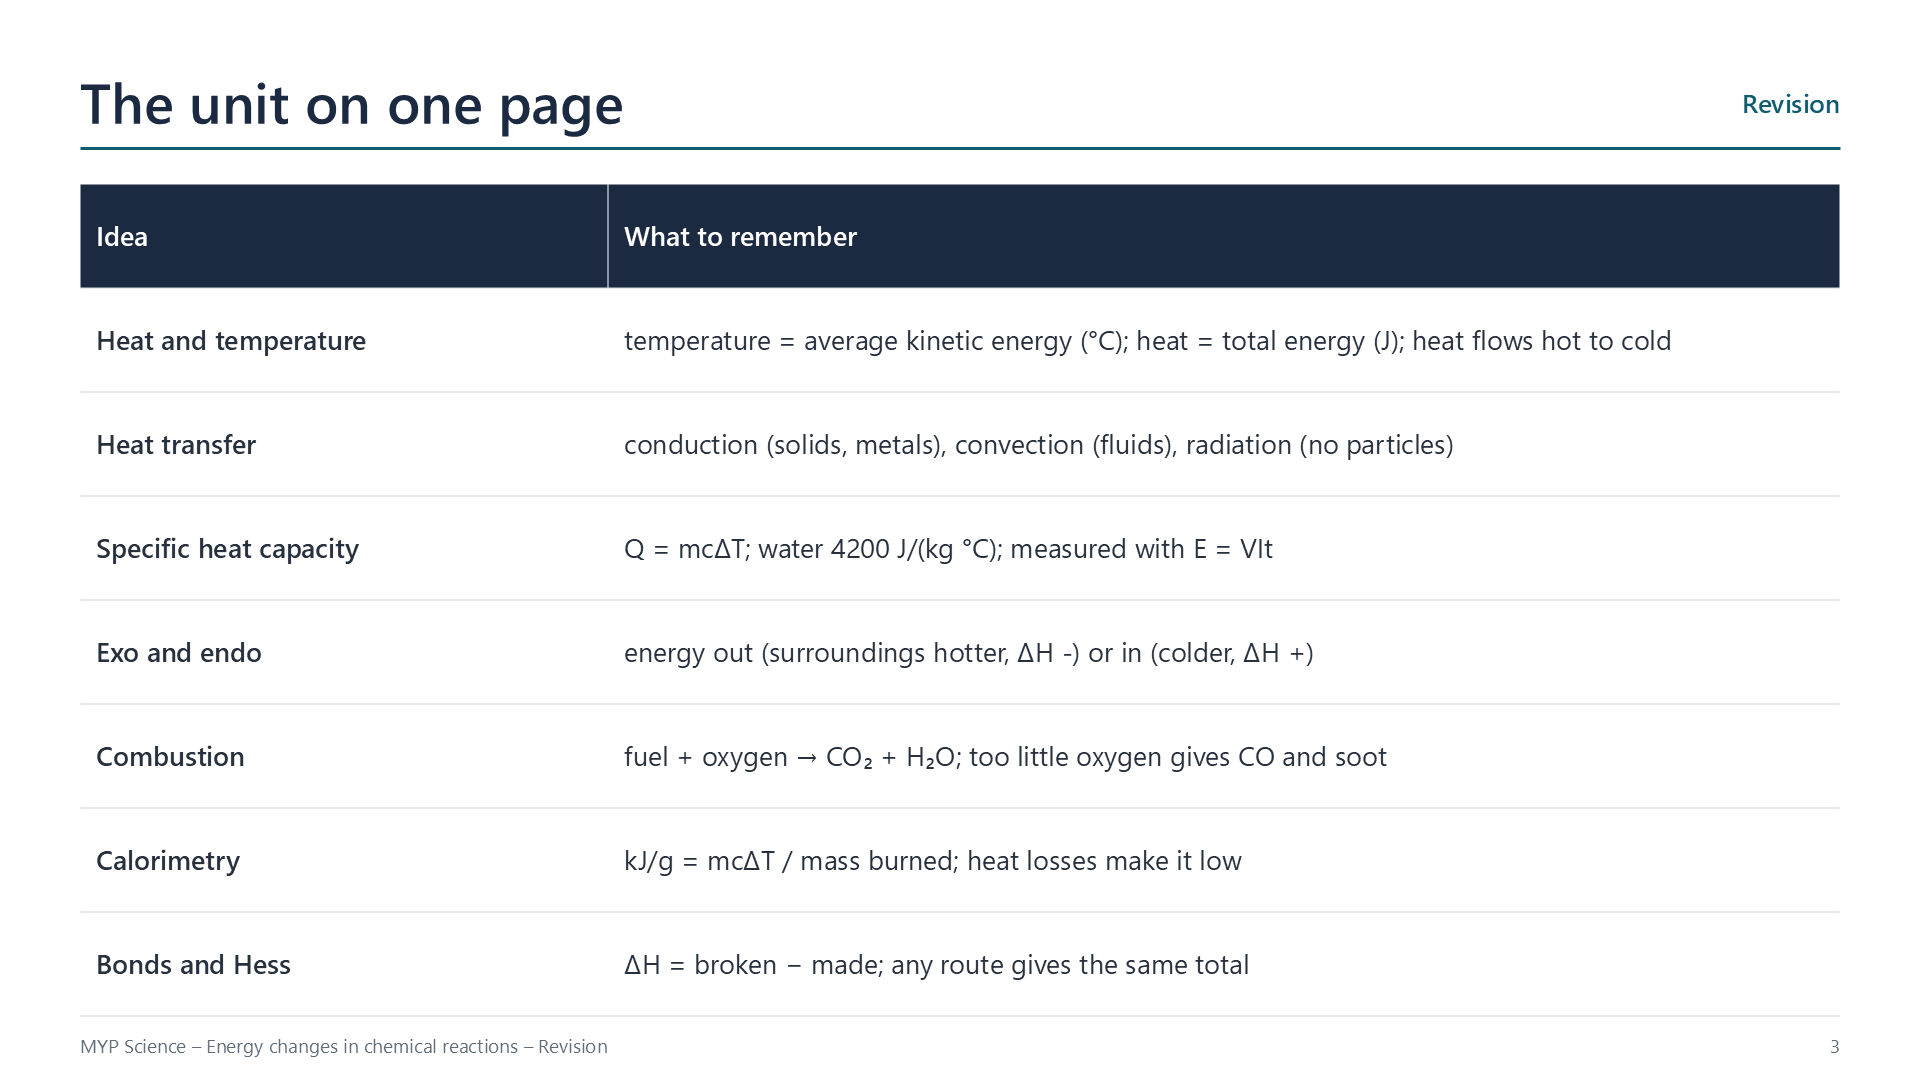 The unit on one page
Revision
Idea
What to remember
Heat and temperature
temperature = average kinetic energy (°C); heat = total energy (J); heat flows hot to cold
Heat transfer
conduction (solids, metals), convection (fluids), radiation (no particles)
Specific heat capacity
Q = mcΔT; water 4200 J/(kg °C); measured with E = VIt
Exo and endo
energy out (surroundings hotter, ΔH -) or in (colder, ΔH +)
Combustion
fuel + oxygen → CO₂ + H₂O; too little oxygen gives CO and soot
Calorimetry
kJ/g = mcΔT / mass burned; heat losses make it low
Bonds and Hess
ΔH = broken − made; any route gives the same total
MYP Science – Energy changes in chemical reactions – Revision
3